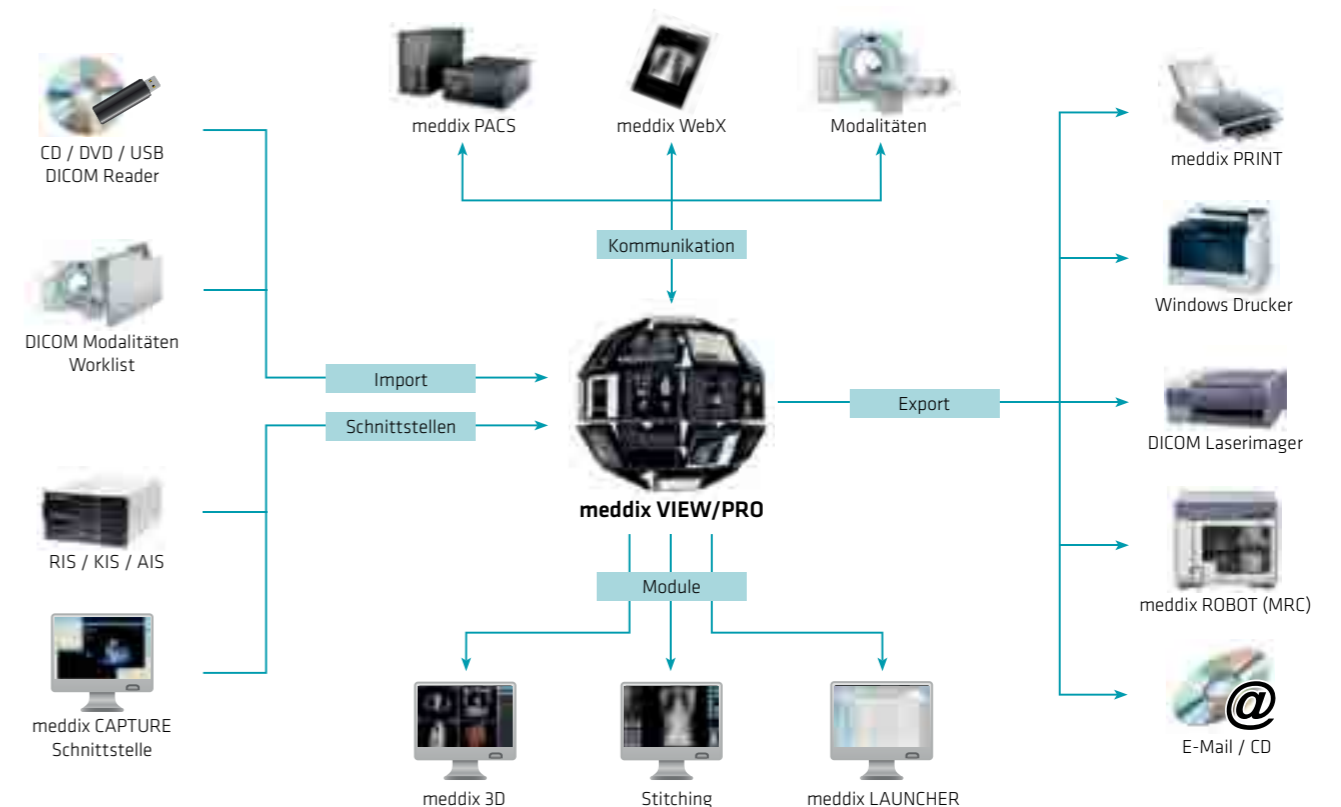 meddix PACS
meddix WebX
Modalitäten
CD / DVD / USB
DICOM Reader
meddix PRINT
Kommunikation
Windows Drucker
DICOM Modalitäten
Worklist
Import
Export
Schnittstellen
DICOM Laserimager
meddix VIEW/PRO
RIS / KIS / AIS
Module
meddix ROBOT (MRC)
meddix CAPTURE
Schnittstelle
@
E-Mail / CD
meddix 3D
Stitching
meddix LAUNCHER